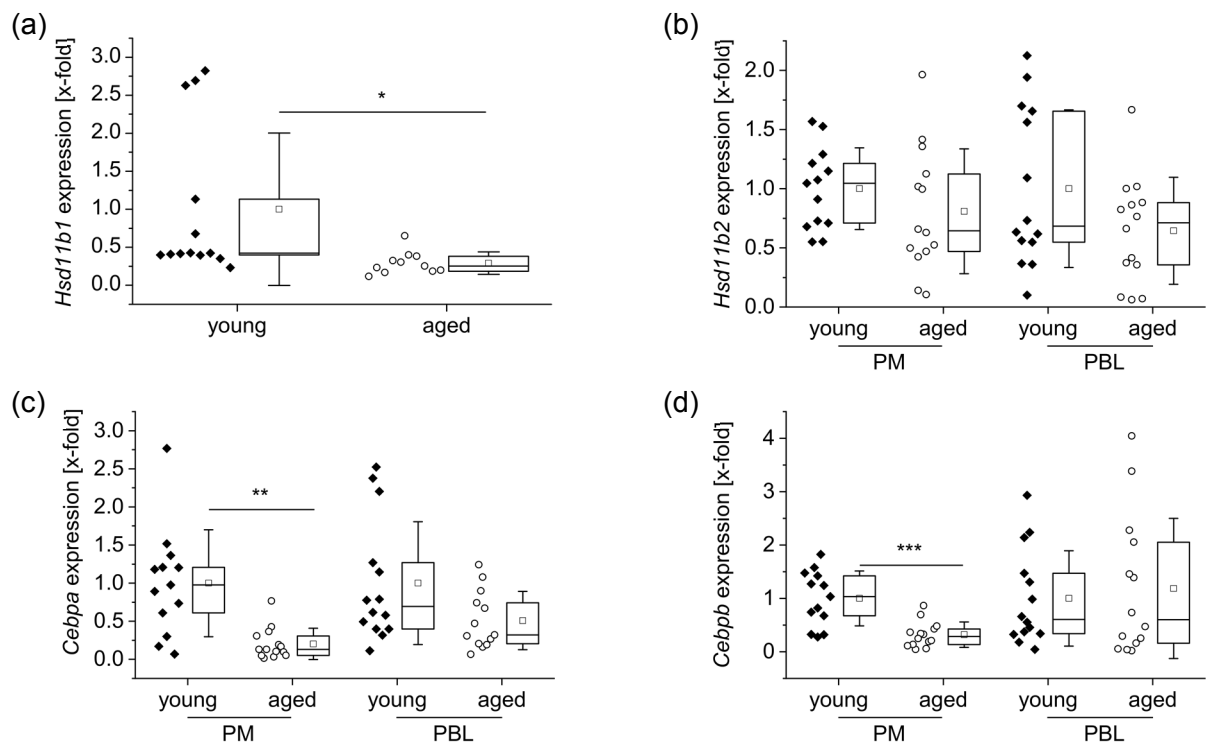 (a)
Hsd11b1 expression [x-fold]
3.0
2.5
2.0
1.5
1.0
0.5
0.0
*
young aged
(b)
Hsd11b2 expression [x-fold]
2.0
1.5
1.0
0.5
0.0
young aged young aged
PM PBL
(c)
Cebpa expression [x-fold]
3.0
2.5
2.0
1.5
1.0
0.5
0.0
**
young aged young aged
PM PBL
(d)
Cebpb expression [x-fold]
4
3
2
1
0
***
young aged young aged
PM PBL